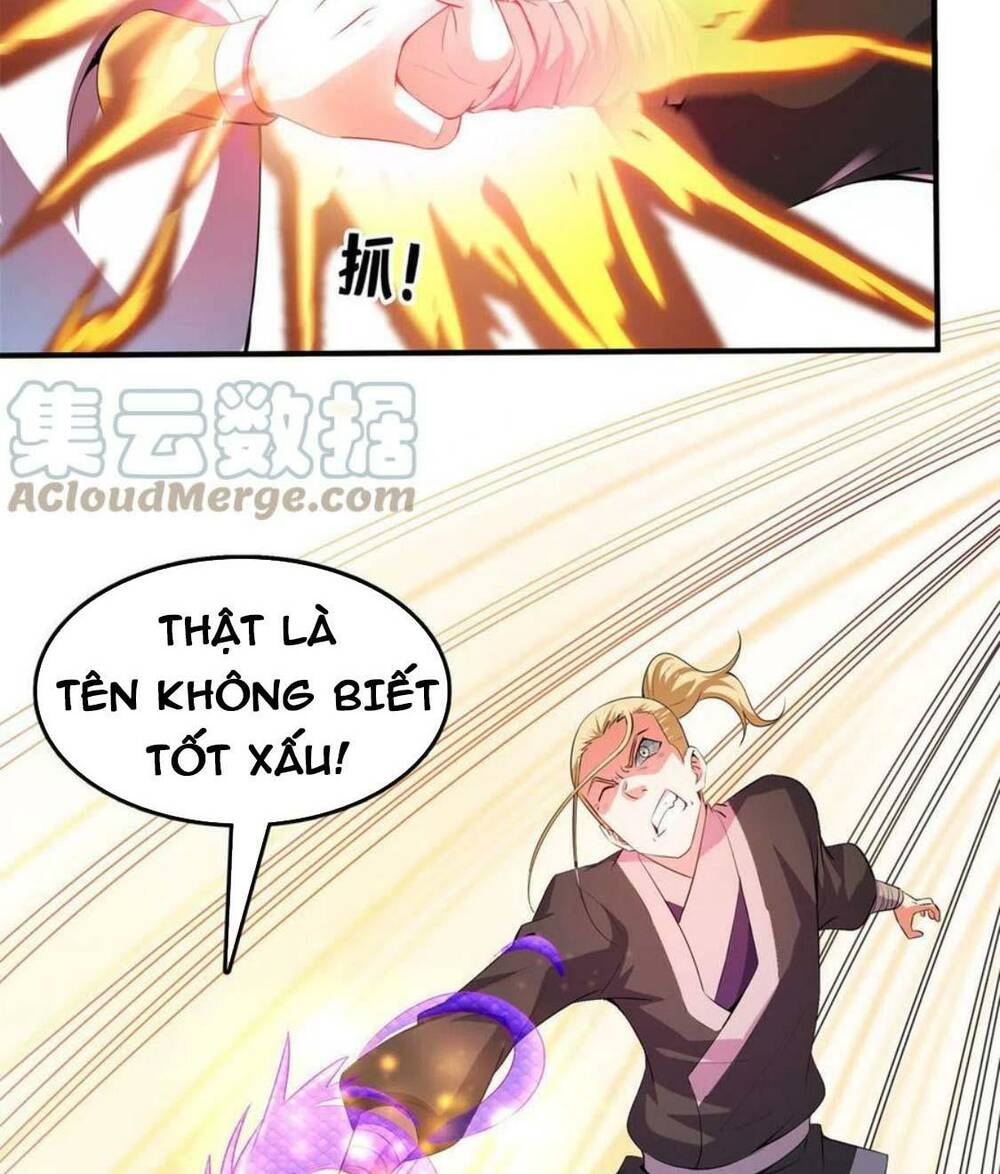 抓！
集云数据
ACloudMerge.com
THẬT LÀ
TÊN KHÔNG BIẾT
TỐT XẤU!